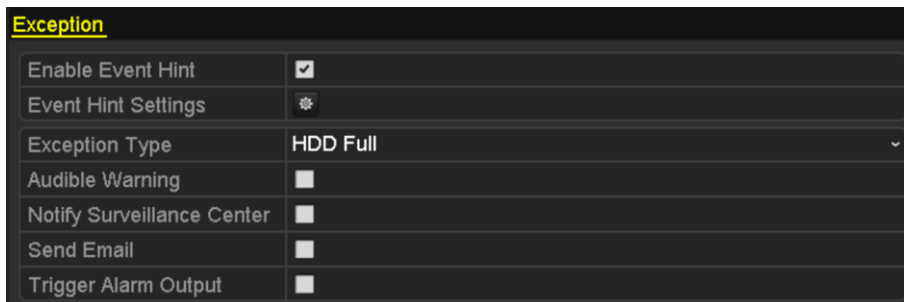 Exception
Enable Event Hint
Event Hint Settings
Exception Type HDD Full
Audible Warning
Notify Surveillance Center
Send Email
Trigger Alarm Output